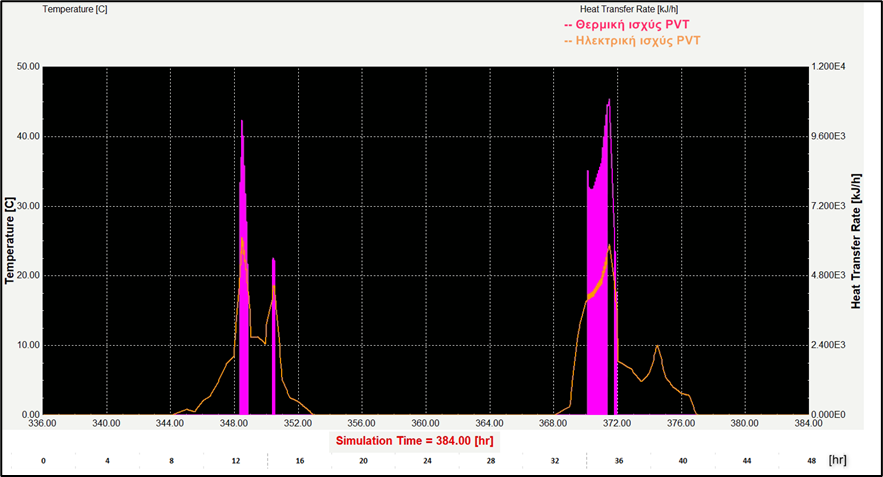 Temperature [C] Heat Transfer Rate [kJ/h]
-- Θερμική ισχύς PVT
-- Ηλεκτρική ισχύς PVT
50.00 1.200E4
40.00 9.600E3
30.00 7.200E3
Temperature [C] Heat Transfer Rate [kJ/h]
20.00 4.800E3
10.00 2.400E3
0.00 0.000E0
336.00 340.00 344.00 348.00 352.00 356.00 360.00 364.00 368.00 372.00 376.00 380.00 384.00
Simulation Time = 384.00 [hr]
0 4 8 12 16 20 24 28 32 36 40 44 48 [hr]